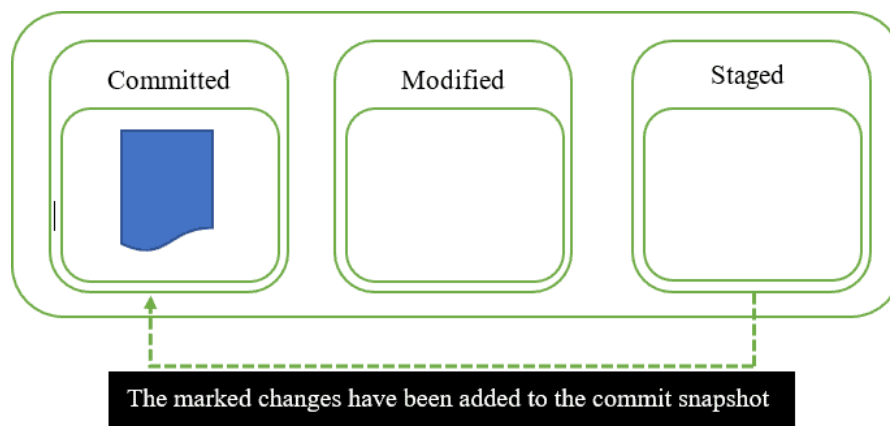 Committed
Modified
Staged
The marked changes have been added to the commit snapshot